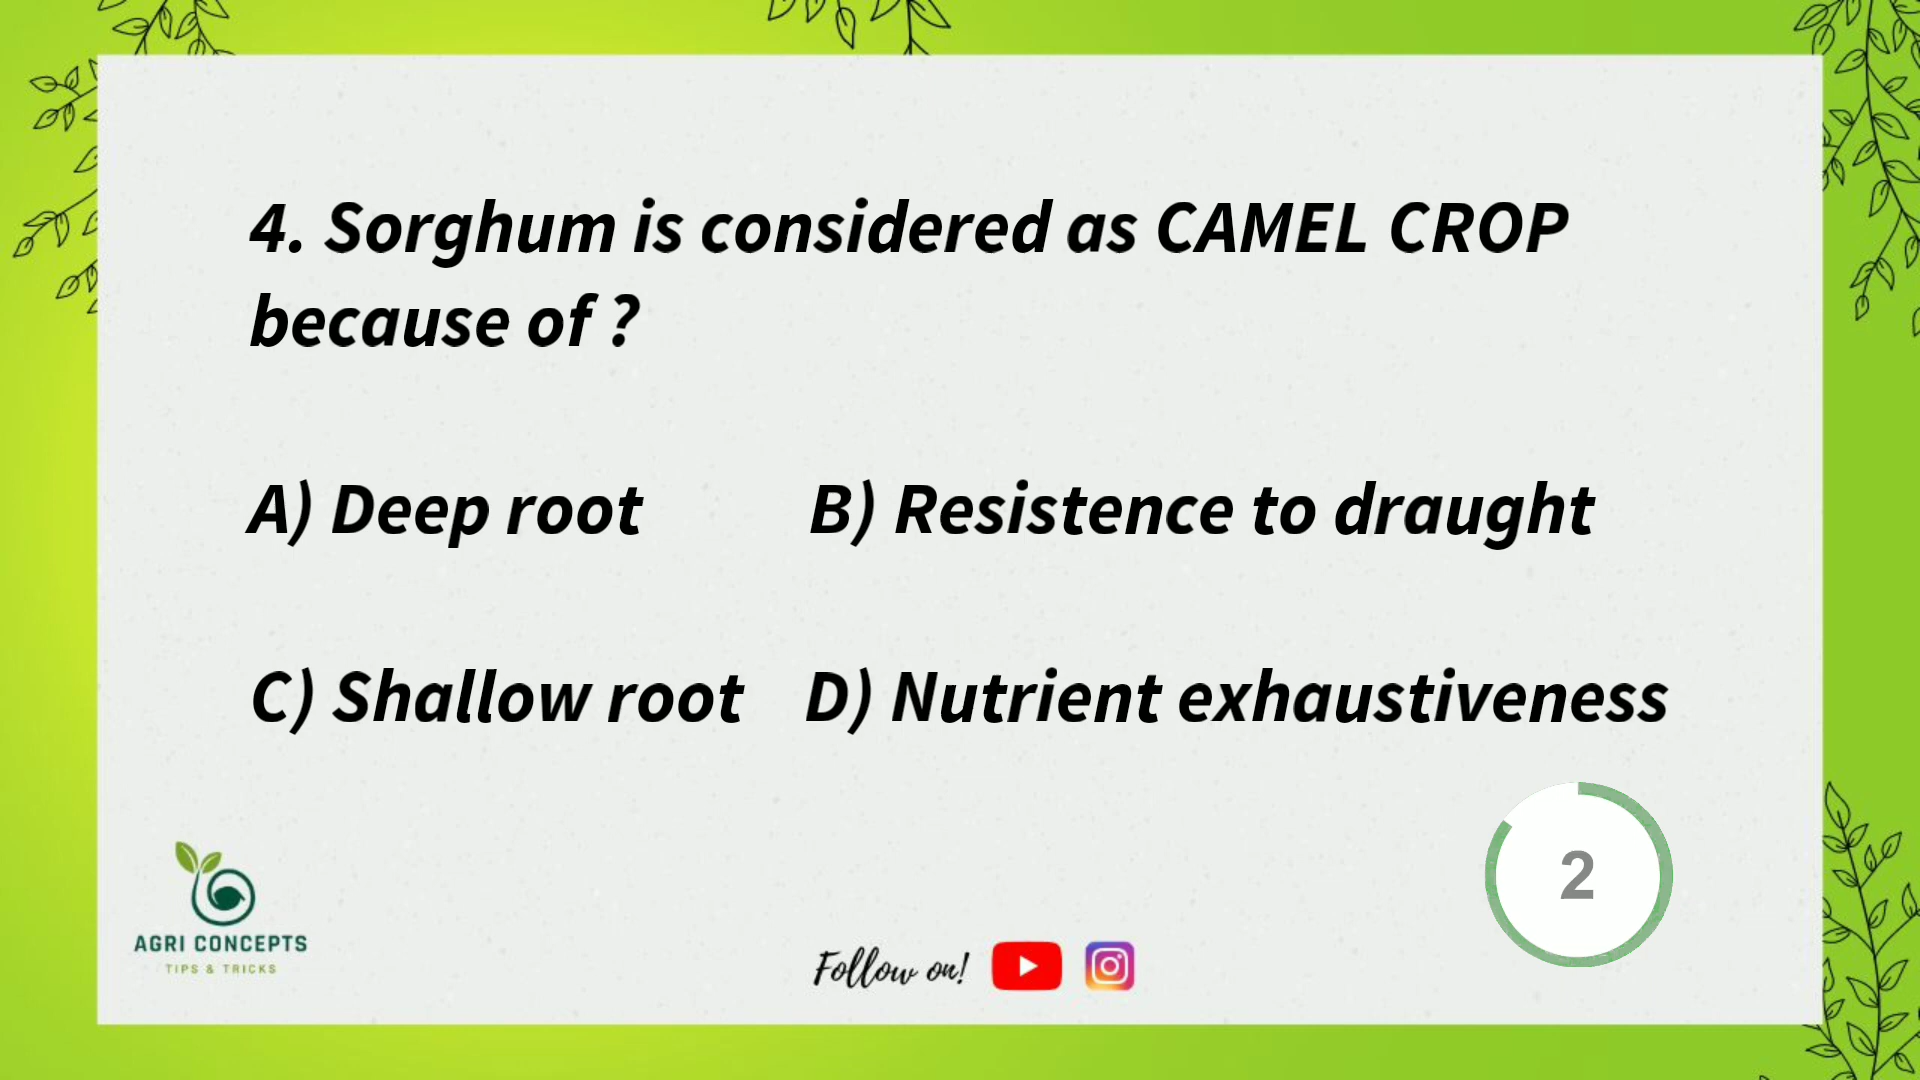 4. Sorghum is considered as CAMEL CROP
because of ?
A) Deep root B) Resistence to draught
C) Shallow root D) Nutrient exhaustiveness
2
AGRI CONCEPTS
TIPS & TRICKS
Follow on!